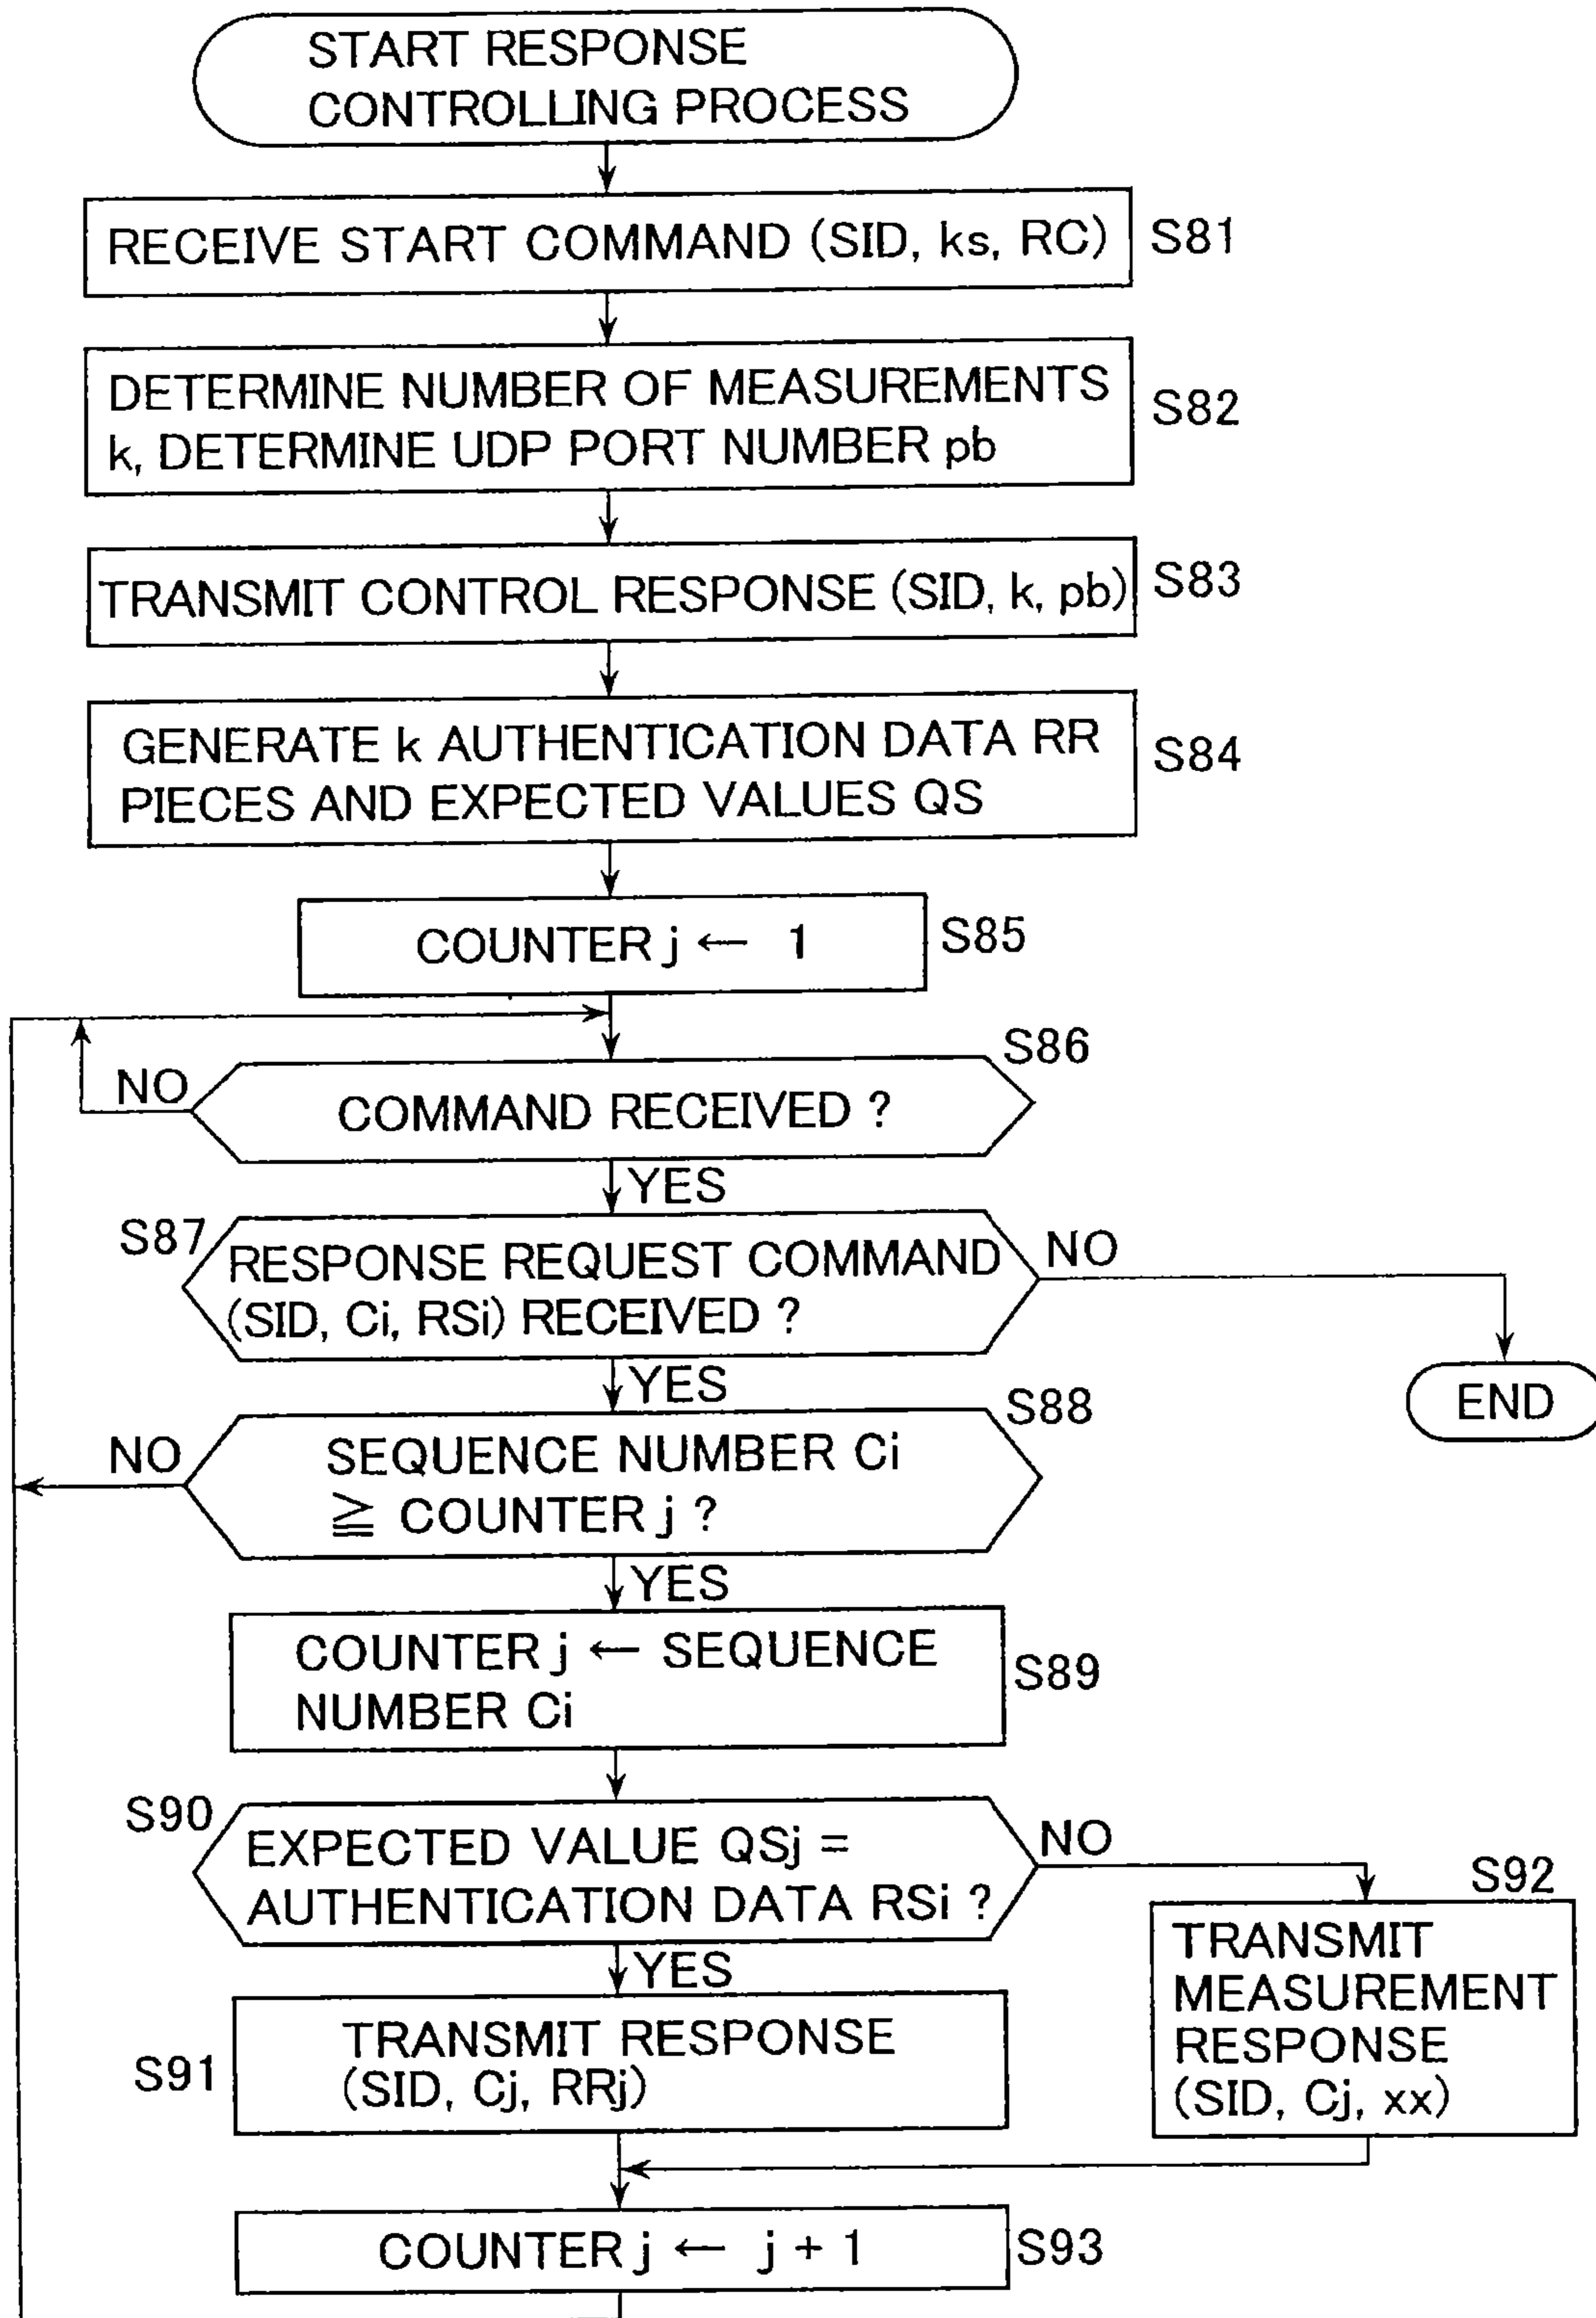 START RESPONSE
CONTROLLING PROCESS
RECEIVE START COMMAND (SID, ks, RC)
S81
DETERMINE NUMBER OF MEASUREMENTS
k, DETERMINE UDP PORT NUMBER pb
S82
TRANSMIT CONTROL RESPONSE (SID, k, pb)
S83
GENERATE k AUTHENTICATION DATA RR
PIECES AND EXPECTED VALUES QS
S84
COUNTER j ← 1
S85
S86
NO
COMMAND RECEIVED ?
YES
S87
RESPONSE REQUEST COMMAND
(SID, Ci, RSi) RECEIVED ?
NO
YES
END
S88
NO
SEQUENCE NUMBER Ci
≧ COUNTER j ?
YES
COUNTER j ← SEQUENCE
NUMBER Ci
S89
S90
EXPECTED VALUE QSj =
AUTHENTICATION DATA RSi ?
NO
YES
S92
TRANSMIT
MEASUREMENT
RESPONSE
(SID, Cj, xx)
S91
TRANSMIT RESPONSE
(SID, Cj, RRj)
COUNTER j ← j + 1
S93